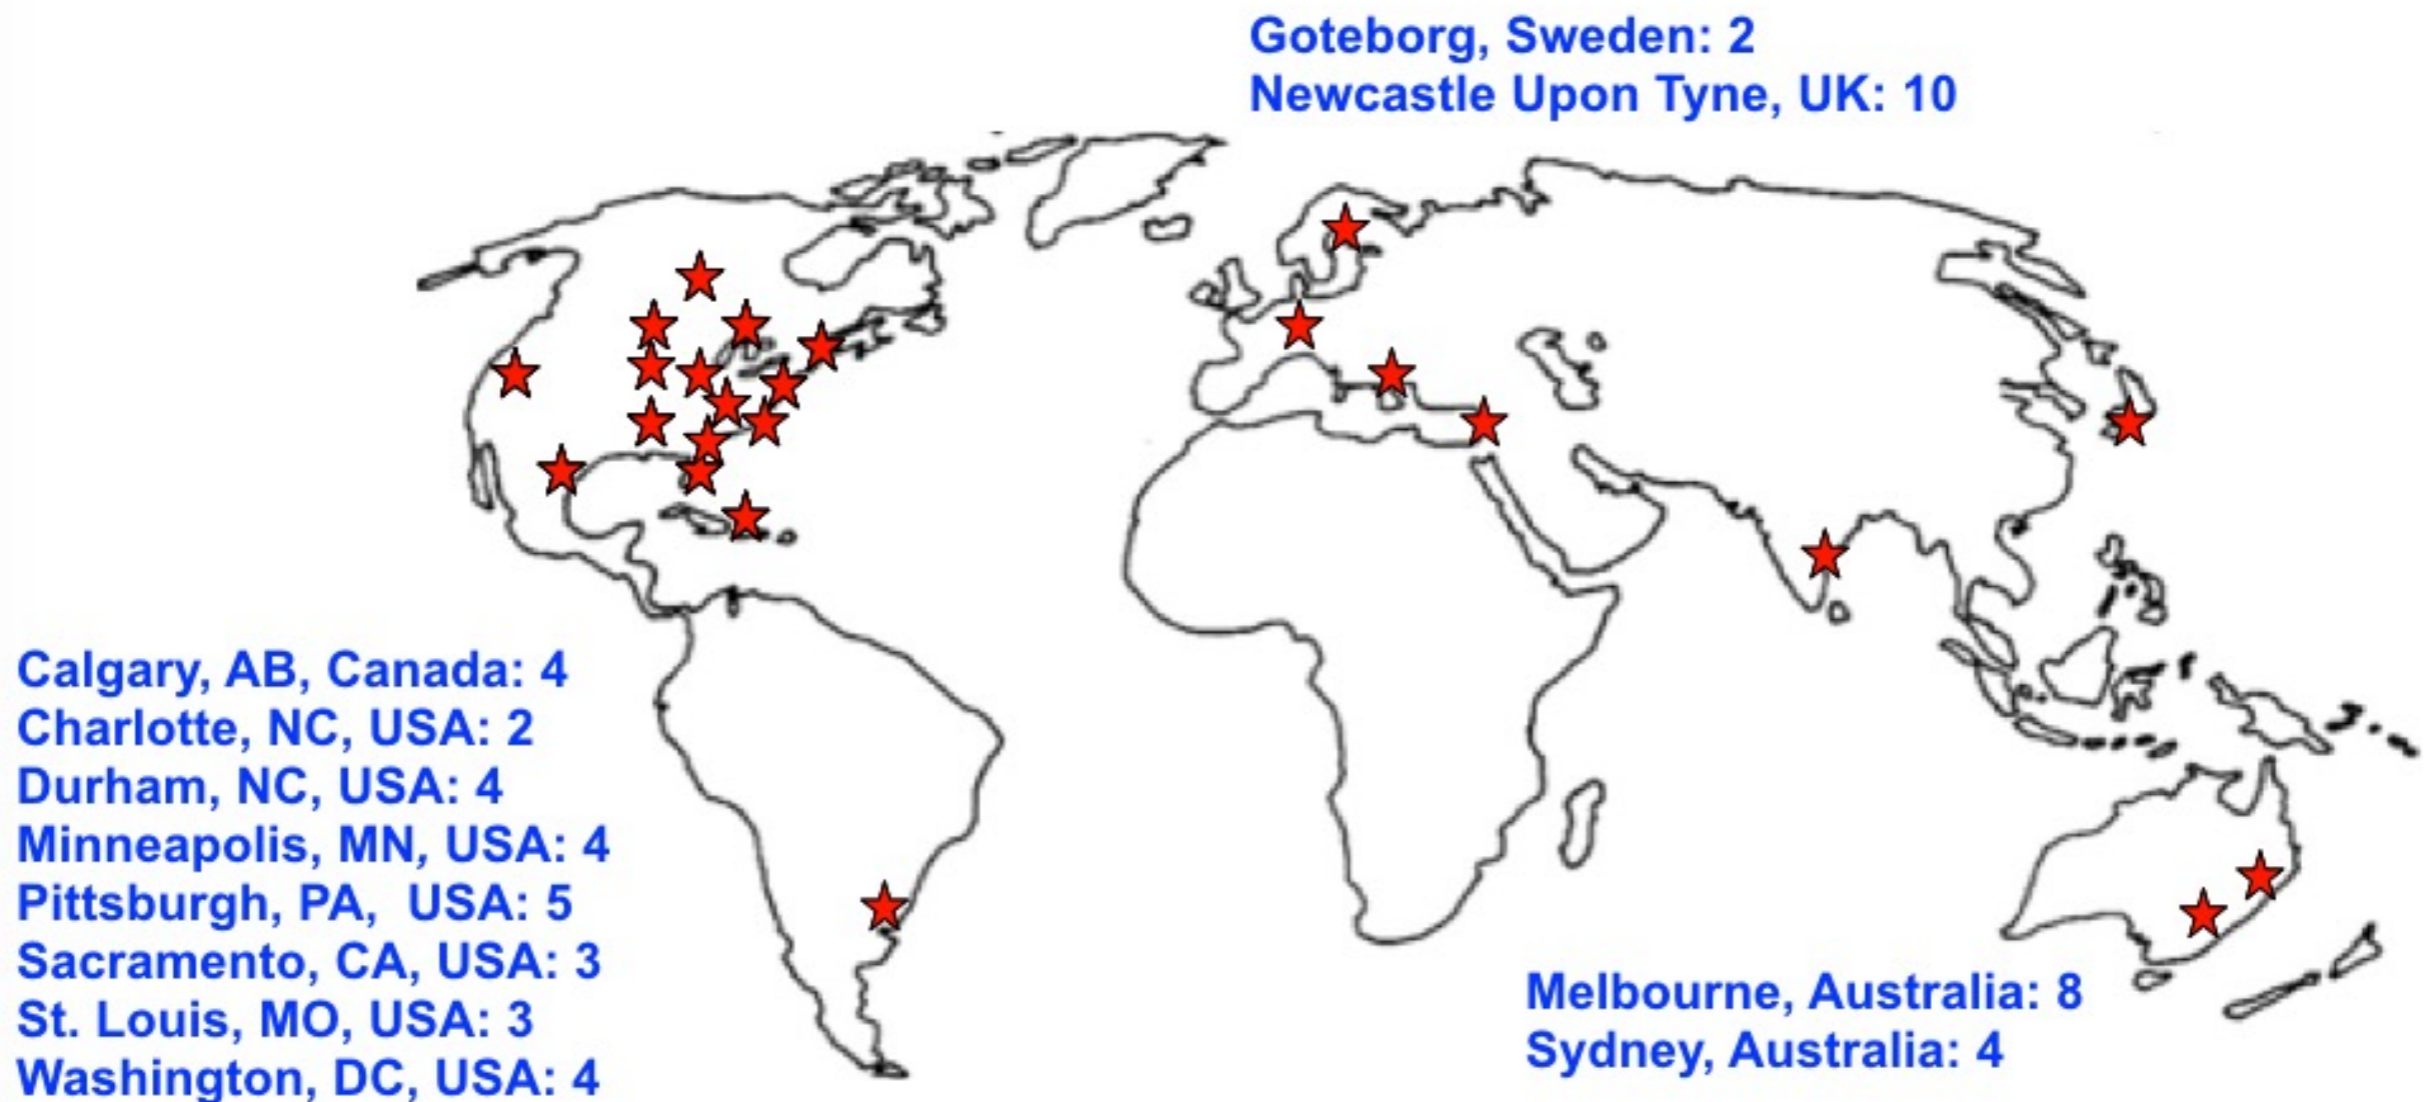 Goteborg, Sweden: 2
Newcastle Upon Tyne, UK: 10
Calgary, AB, Canada: 4
Charlotte, NC, USA: 2
Durham, NC, USA: 4
Minneapolis, MN, USA: 4
Pittsburgh, PA,  USA: 5
Sacramento, CA, USA: 3
St. Louis, MO, USA: 3
Washington, DC, USA: 4
Melbourne, Australia: 8
Sydney, Australia: 4